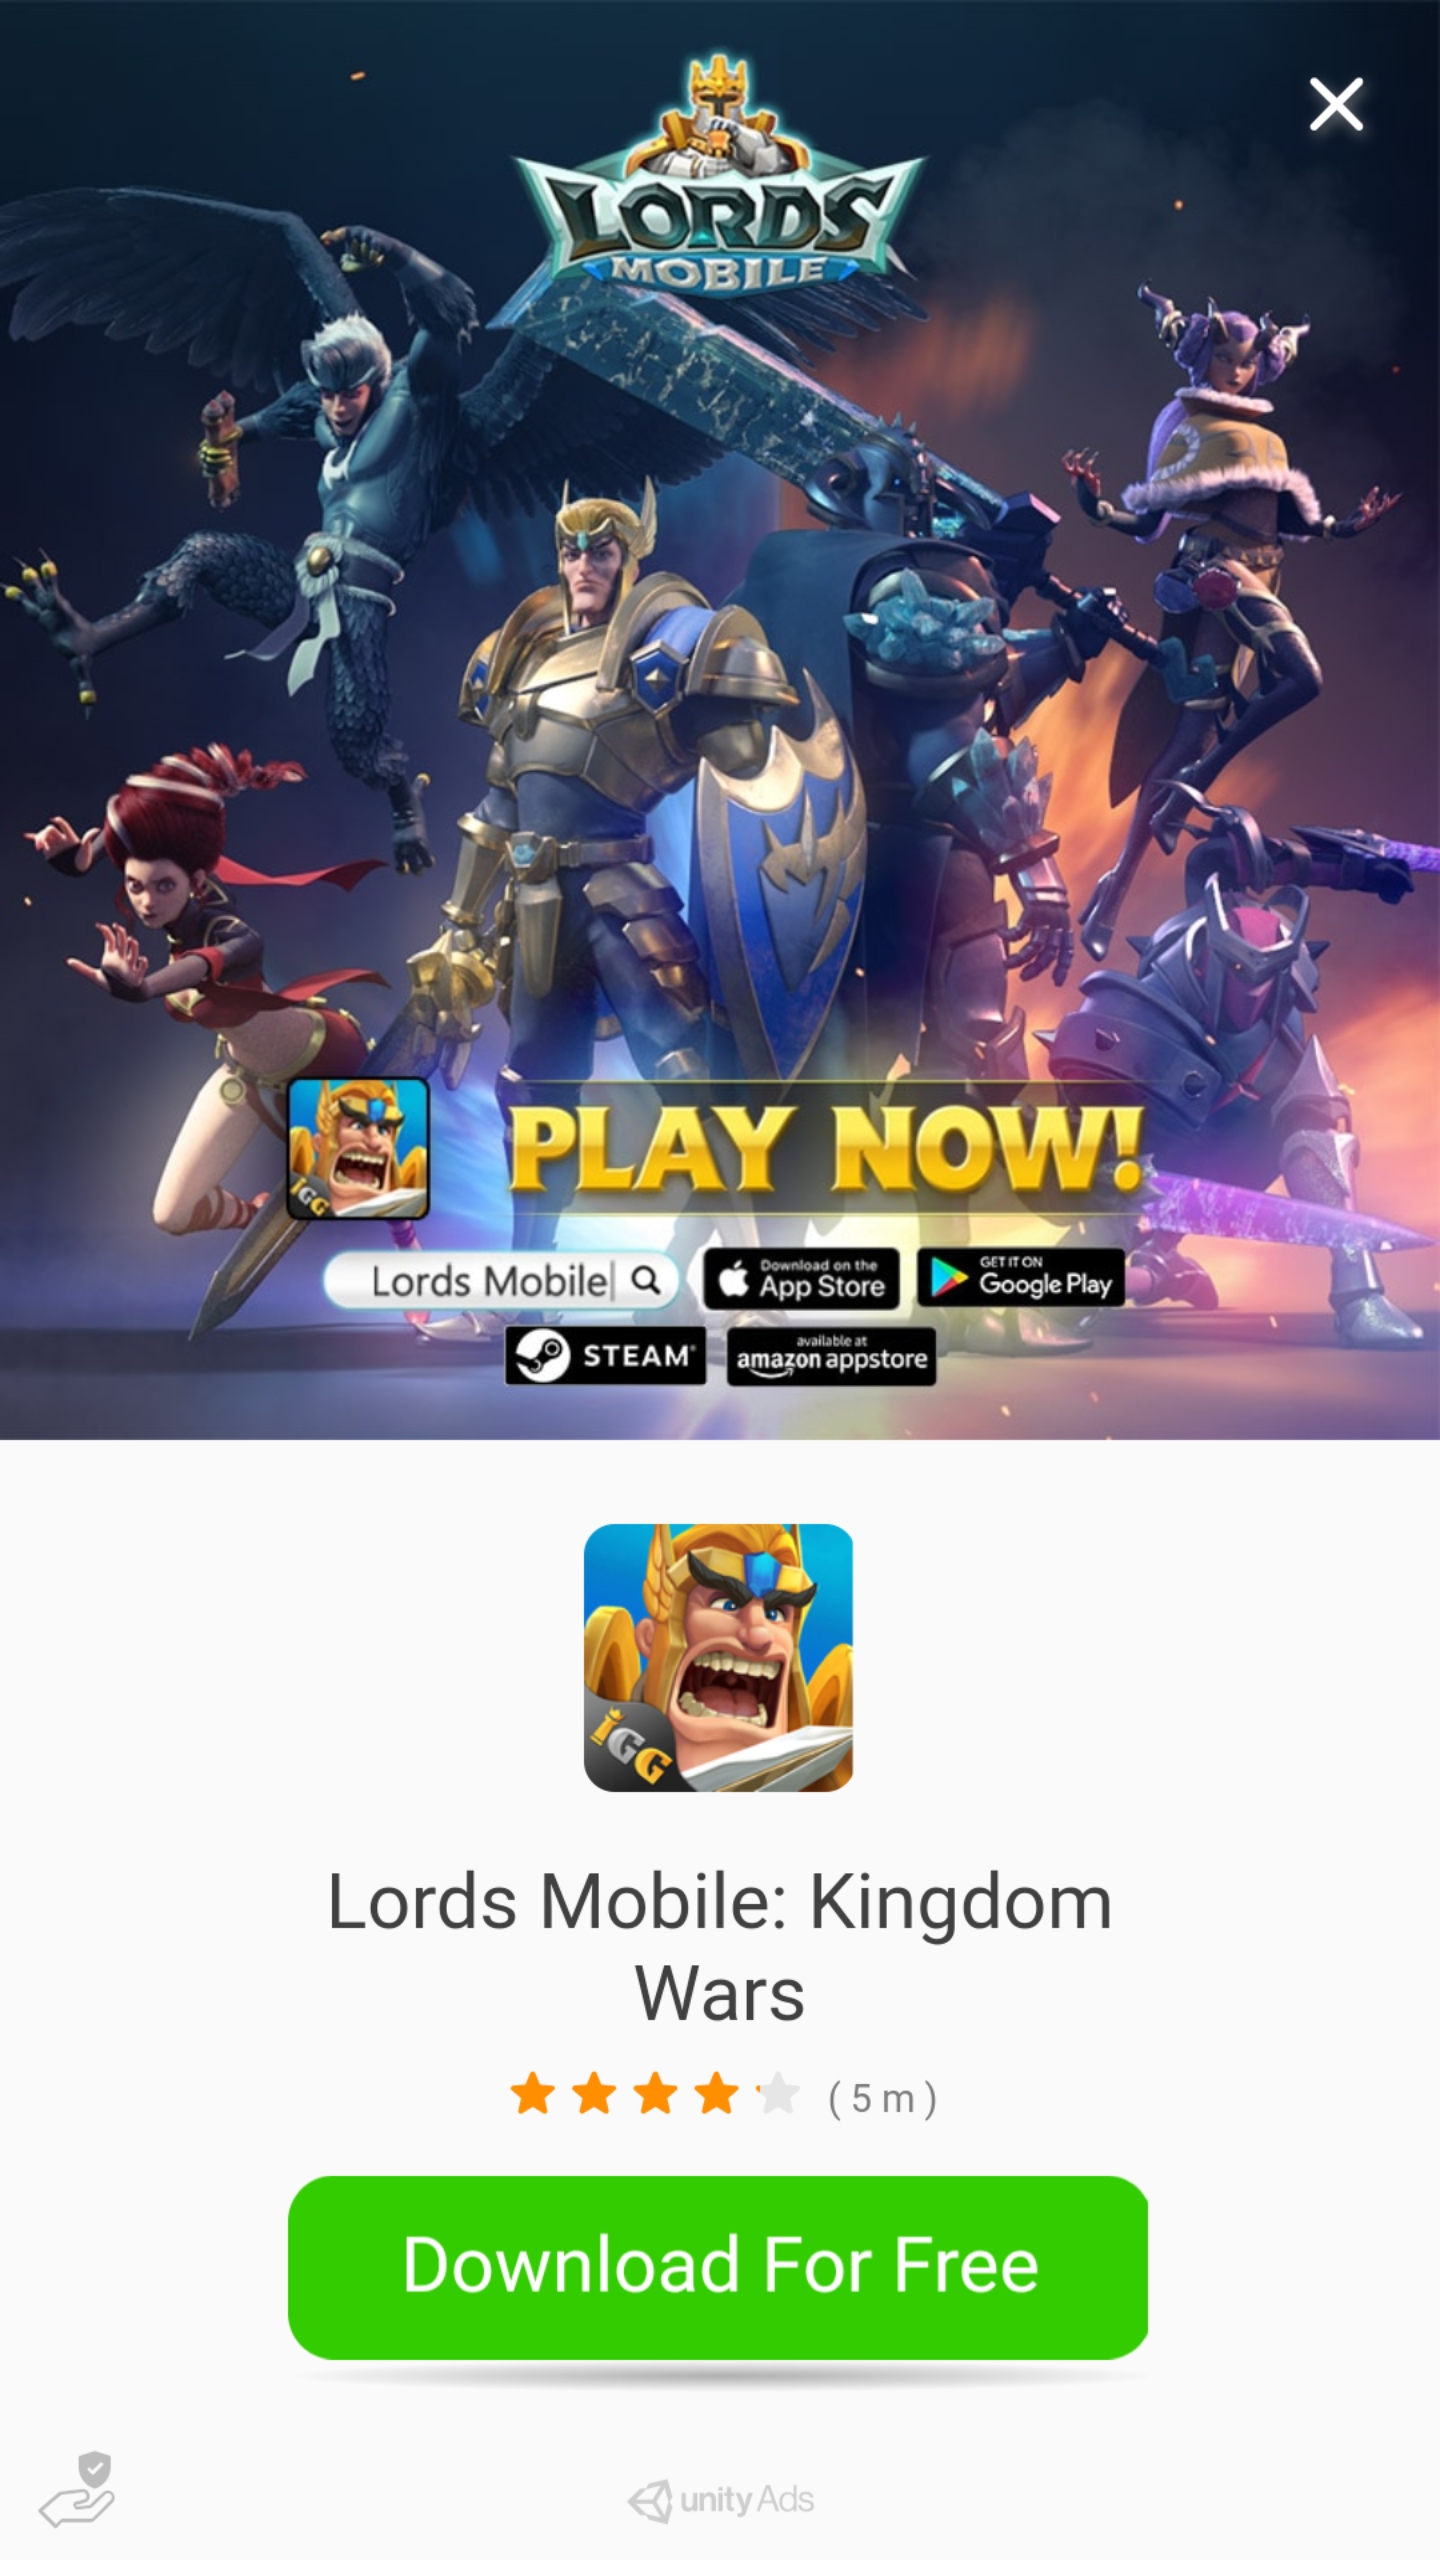 LORDS
MOBILE
IGG
PLAY NOW!
Lords Mobile
Download on the
App Store
GET IT ON
Google Play
STEAM
available at
amazon appstore
IGG
Lords Mobile: Kingdom
Wars
( 5 m )
Download For Free
unity Ads